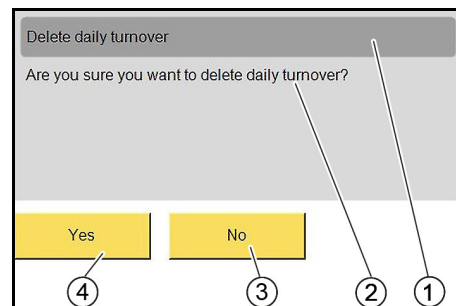 Delete daily turnover
Are you sure you want to delete daily turnover?
Yes
No
4
3
2
1